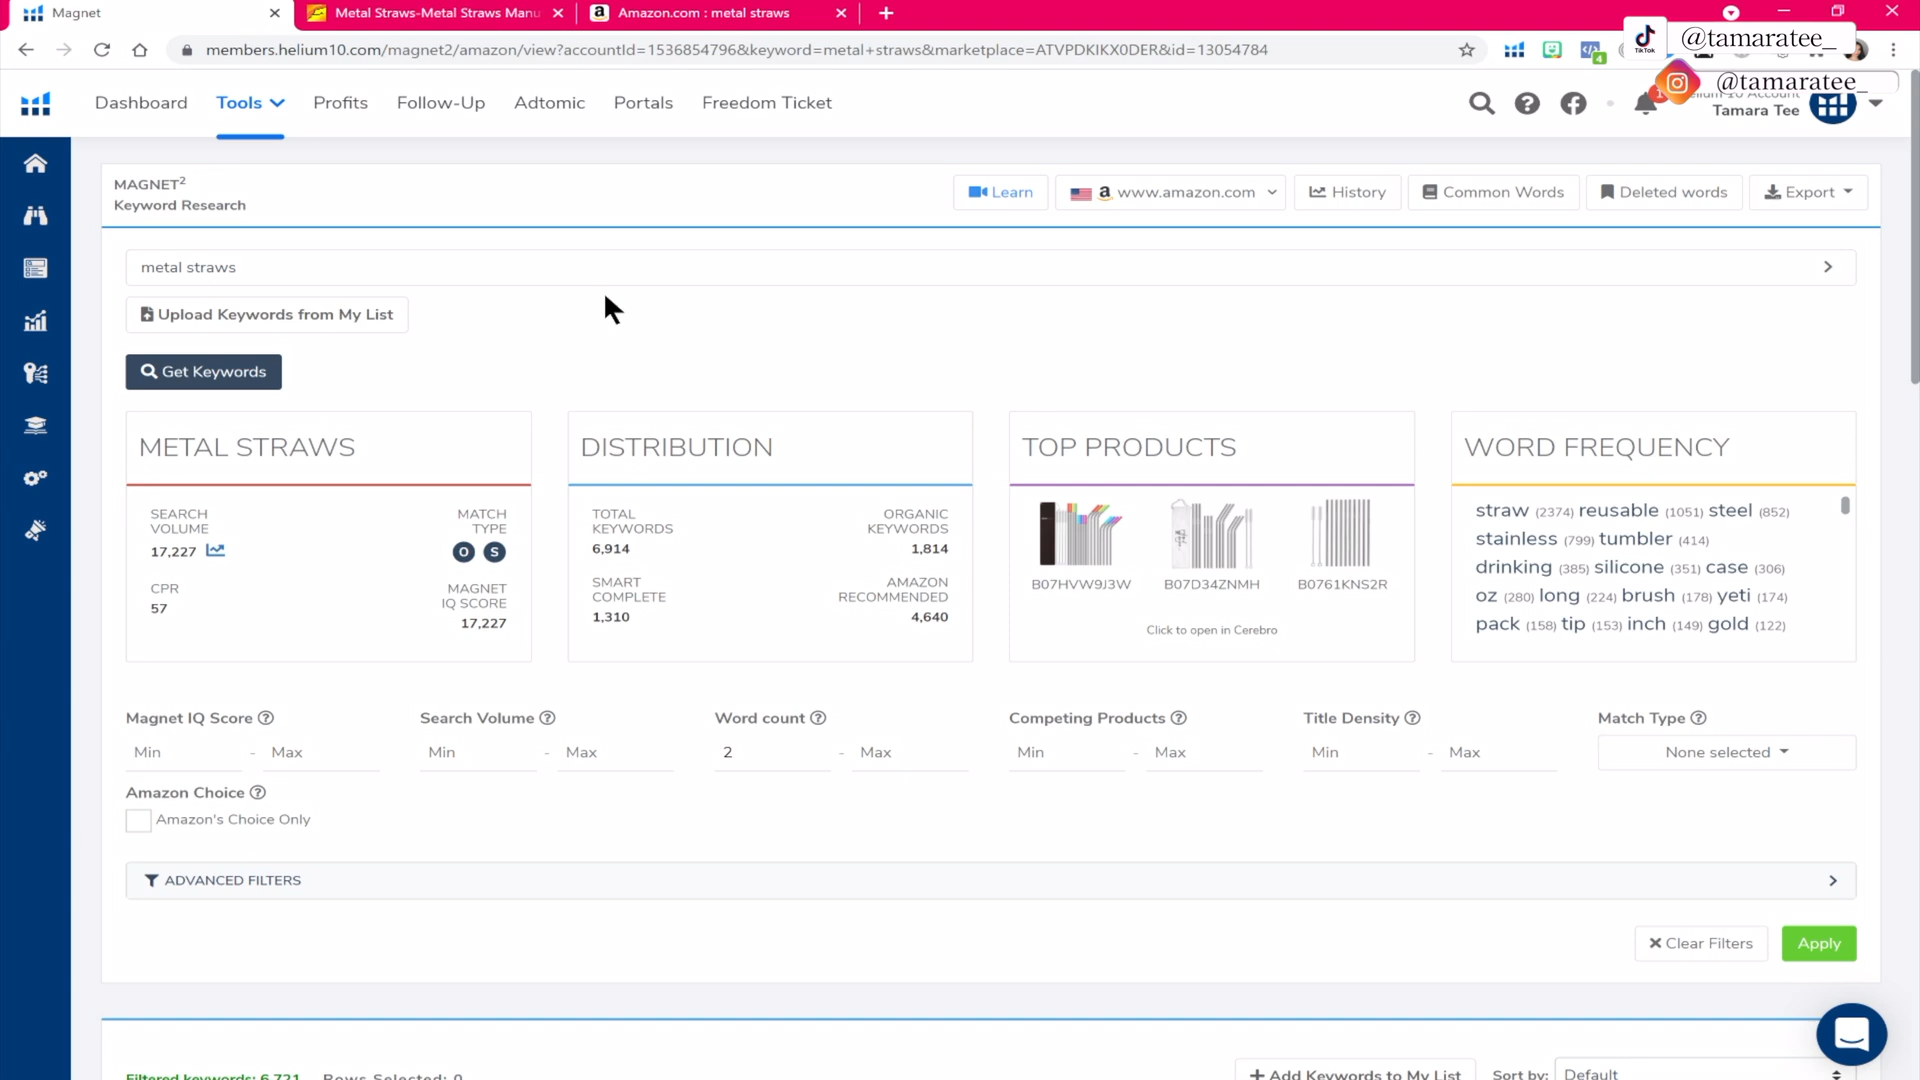 Magnet
Metal Straws-Metal Straws Manu
Amazon.com : metal straws
members.helium10.com/magnet2/amazon/view?accountId=1536854796&keyword=metal+straws&marketplace=ATVPDKIKX0DER&id=13054784
TikTok
@tamaratee_
@tamaratee_
Dashboard
Tools
Profits
Follow-Up
Adtomic
Portals
Freedom Ticket
Tamara Tee
MAGNET²
Keyword Research
Learn
a www.amazon.com
History
Common Words
Deleted words
Export
metal straws
Upload Keywords from My List
Get Keywords
METAL STRAWS
SEARCH VOLUME
17,227
MATCH TYPE
O S
CPR
57
MAGNET IQ SCORE
17,227
DISTRIBUTION
TOTAL KEYWORDS
6,914
ORGANIC KEYWORDS
1,814
SMART COMPLETE
1,310
AMAZON RECOMMENDED
4,640
TOP PRODUCTS
B07HVW9J3W
B07D34ZNMH
B0761KNS2R
Click to open in Cerebro
WORD FREQUENCY
straw (2374) reusable (1051) steel (852)
stainless (799) tumbler (414)
drinking (385) silicone (351) case (306)
oz (280) long (224) brush (178) yeti (174)
pack (158) tip (153) inch (149) gold (122)
Magnet IQ Score
Min - Max
Search Volume
Min - Max
Word count
2 - Max
Competing Products
Min - Max
Title Density
Min - Max
Match Type
None selected
Amazon Choice
Amazon's Choice Only
ADVANCED FILTERS
Clear Filters
Apply
Filtered keywords: 6,721
Rows Selected: 0
+ Add Keywords to My List
Sort by:
Default